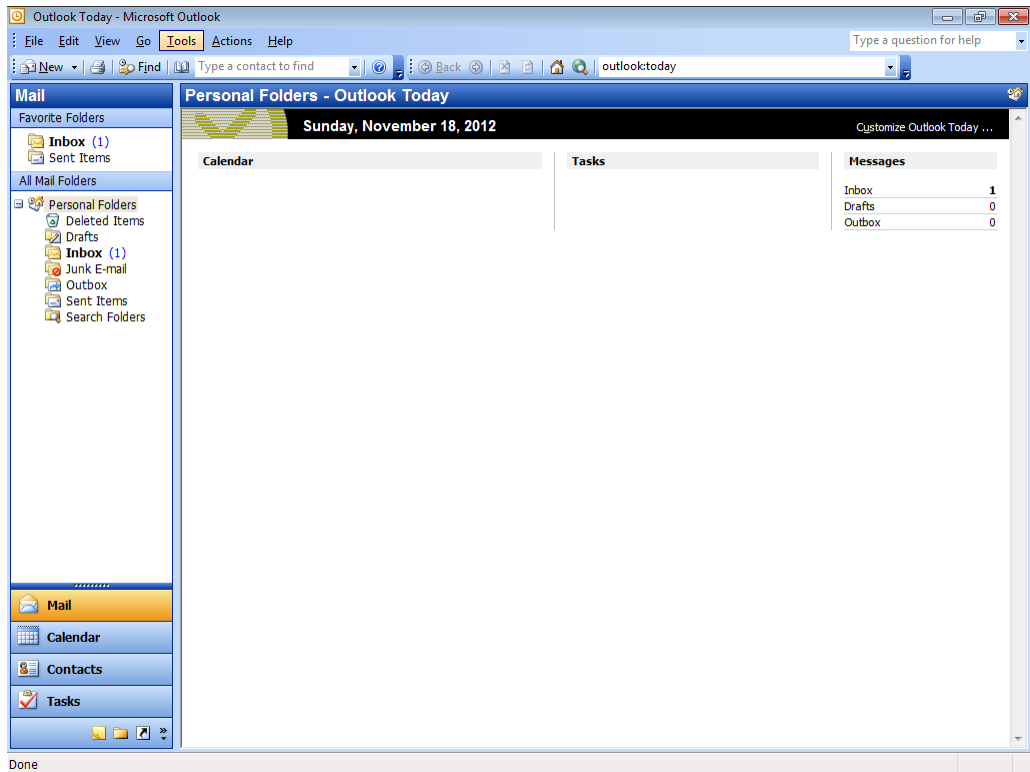 Outlook Today - Microsoft Outlook
File Edit View Go Tools Actions Help Type a question for help
New Find Type a contact to find Back outlook:today
Mail
Favorite Folders
Inbox (1)
Sent Items
All Mail Folders
Personal Folders
Deleted Items
Drafts
Inbox (1)
Junk E-mail
Outbox
Sent Items
Search Folders
Mail
Calendar
Contacts
Tasks
Personal Folders - Outlook Today
Sunday, November 18, 2012 Customize Outlook Today ...
Calendar Tasks Messages
Inbox 1
Drafts 0
Outbox 0
Done